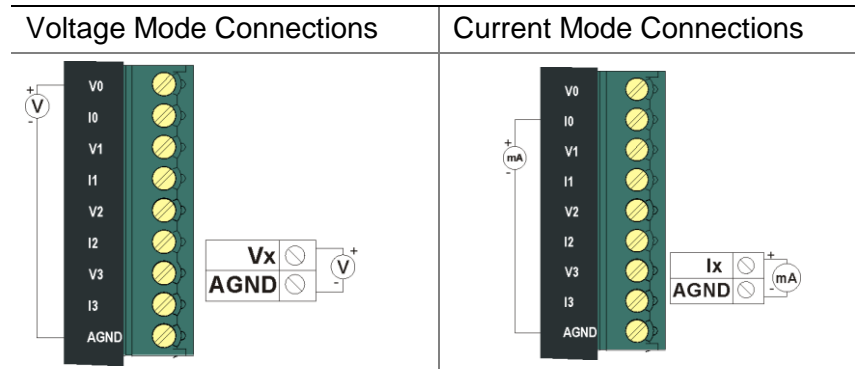 Voltage Mode Connections
Current Mode Connections
+
V
-
V0
I0
V1
I1
V2
I2
V3
I3
AGND
Vx
AGND
+
V
-
+
mA
-
V0
I0
V1
I1
V2
I2
V3
I3
AGND
Ix
AGND
+
mA
-